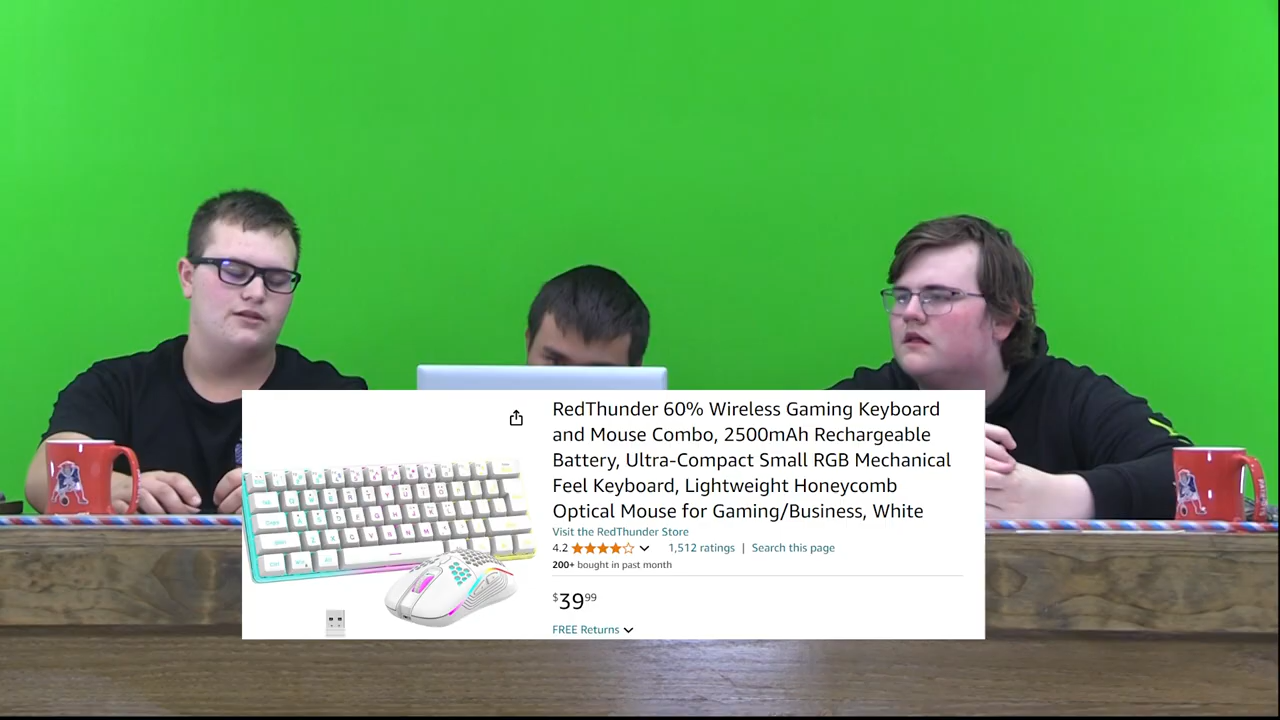 RedThunder 60% Wireless Gaming Keyboard
and Mouse Combo, 2500mAh Rechargeable
Battery, Ultra-Compact Small RGB Mechanical
Feel Keyboard, Lightweight Honeycomb
Optical Mouse for Gaming/Business, White
Visit the RedThunder Store
4.2 1,512 ratings | Search this page
200+ bought in past month
$3999
FREE Returns